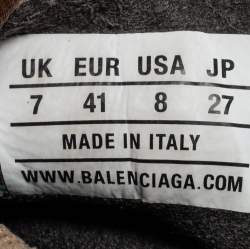 UK EUR USA JP
7 41 8 27
MADE IN ITALY
WWW.BALENCIAGA.COM